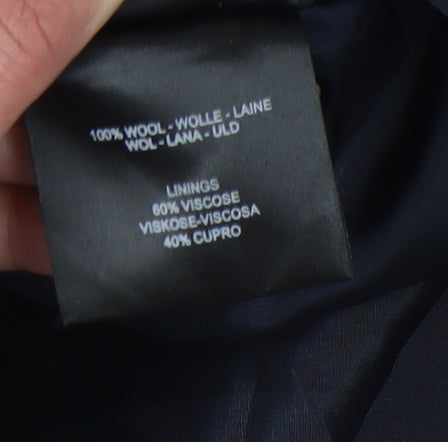 100% WOOL - WOLLE - LAINE
WOL - LANA - ULD
LININGS
60% VISCOSE
VISKOSE-VISCOSA
40% CUPRO